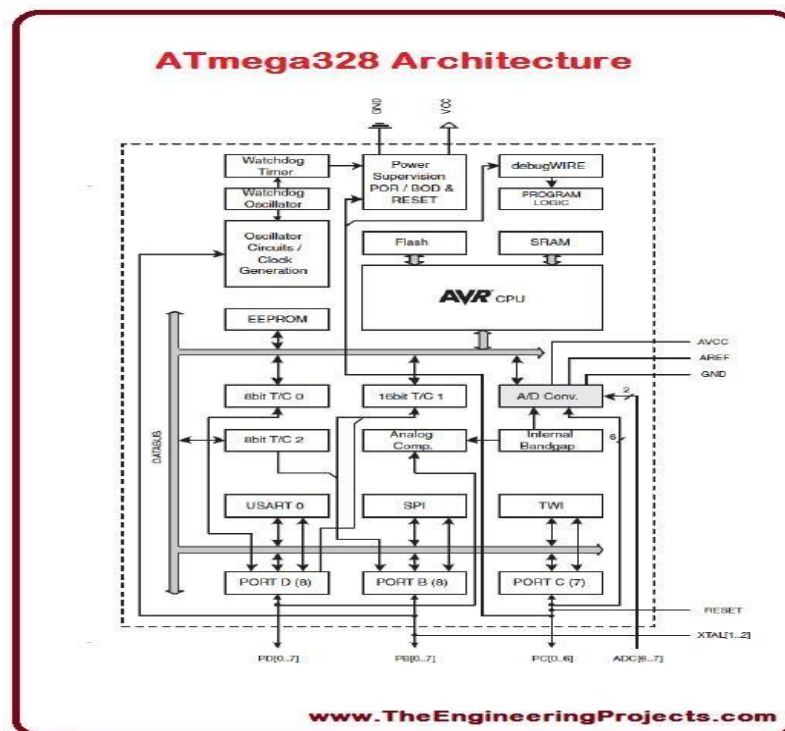 ATmega328 Architecture
GND
VCC
Watchdog
Timer
Power
Supervision
POR / BOD &
RESET
debugWIRE
Watchdog
Oscillator
PROGRAM
LOGIC
Oscillator
Circuits /
Clock
Generation
Flash
SRAM
AVR CPU
EEPROM
AVCC
AREF
GND
8bit T/C 0
16bit T/C 1
A/D Conv.
2
DATABUS
8bit T/C 2
Analog
Comp.
Internal
Bandgap
6
USART 0
SPI
TWI
PORT D (8)
PORT B (8)
PORT C (7)
RESET
XTAL[1..2]
PD[0..7]
PB[0..7]
PC[0..6]
ADC[6..7]
www.TheEngineeringProjects.com